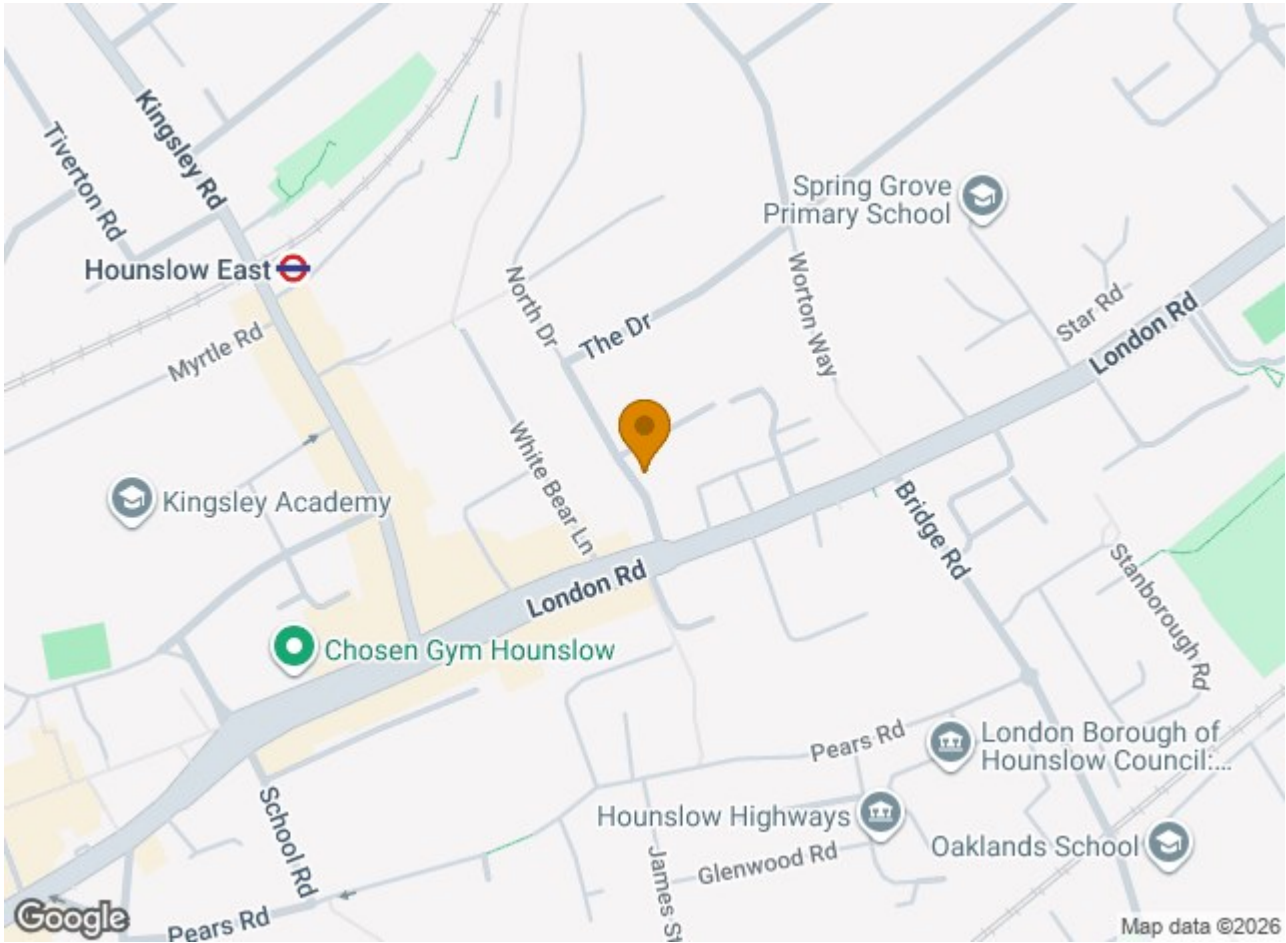 Kingsley Rd
Tiverton Rd
Spring Grove
Primary School
Hounslow East
North Dr
Worton Way
The Dr
Star Rd
London Rd
Myrtle Rd
White Bear Ln
Kingsley Academy
Bridge Rd
Stanborough Rd
London Rd
Chosen Gym Hounslow
Pears Rd
London Borough of
Hounslow Council:...
School Rd
Hounslow Highways
Oaklands School
Glenwood Rd
James St
Pears Rd
Google
Map data ©2026